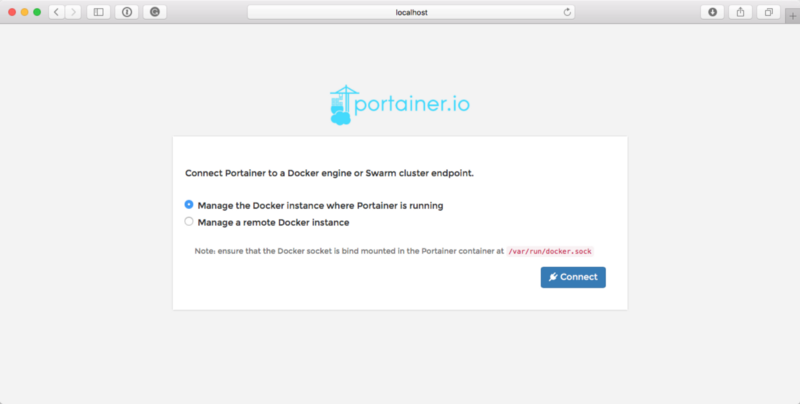 localhost
portainer.io
Connect Portainer to a Docker engine or Swarm cluster endpoint.
Manage the Docker instance where Portainer is running
Manage a remote Docker instance
Note: ensure that the Docker socket is bind mounted in the Portainer container at /var/run/docker.sock
Connect